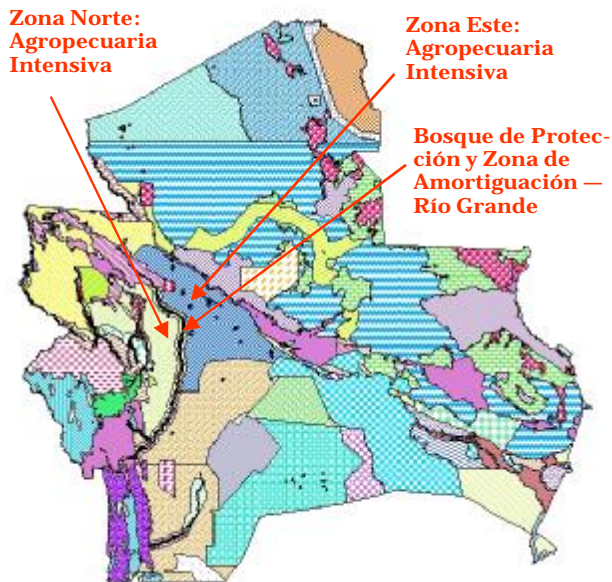 Zona Norte:
Agropecuaria
Intensiva
Zona Este:
Agropecuaria
Intensiva
Bosque de Protec-
ción y Zona de
Amortiguación —
Río Grande